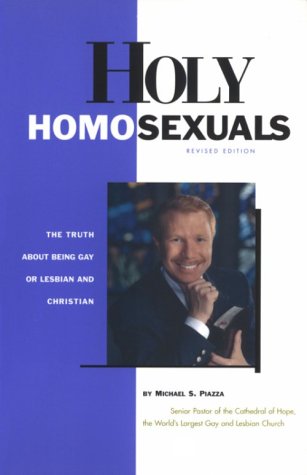 HOLY
HOMOSEXUALS
REVISED EDITION
THE TRUTH
ABOUT BEING GAY
OR LESBIAN AND
CHRISTIAN
BY MICHAEL S. PIAZZA
Senior Pastor of the Cathedral of Hope,
the World's Largest Gay and Lesbian Church